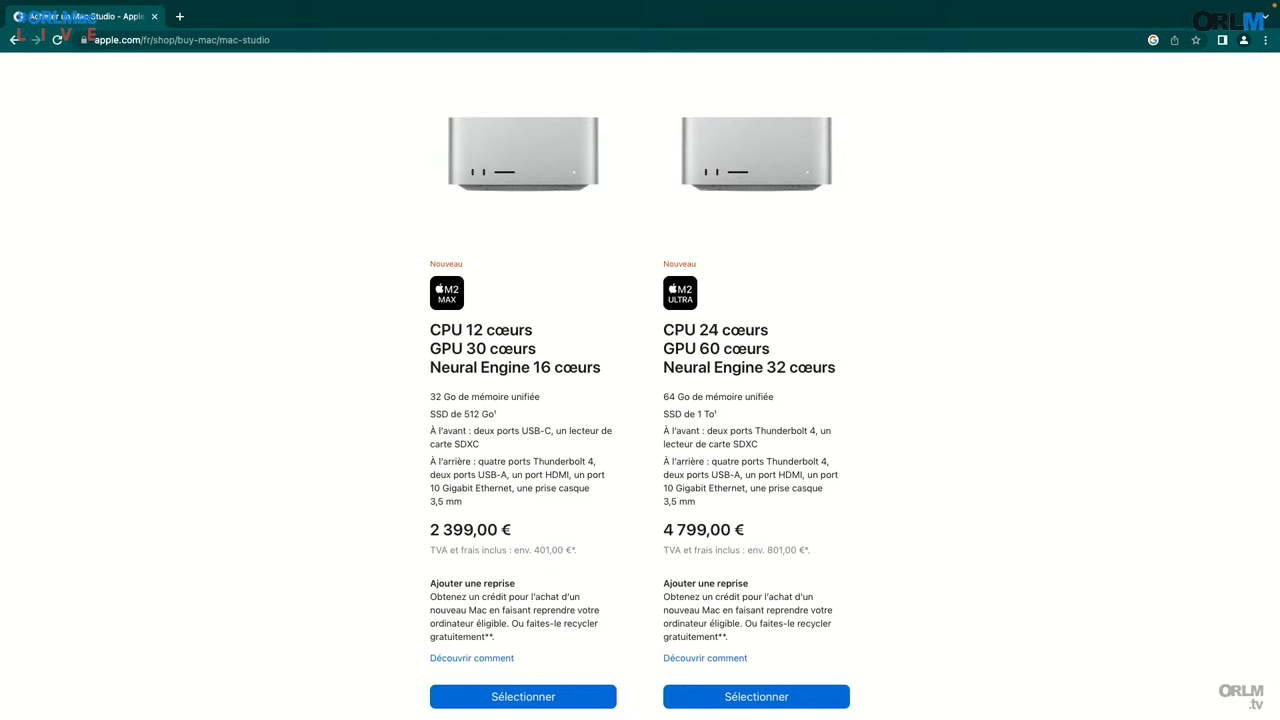 Acheter un Mac Studio - Apple
ORLMac
LIVE
ORLM
apple.com/fr/shop/buy-mac/mac-studio
Nouveau
M2
MAX
CPU 12 cœurs
GPU 30 cœurs
Neural Engine 16 cœurs
32 Go de mémoire unifiée
SSD de 512 Go¹
À l'avant : deux ports USB-C, un lecteur de
carte SDXC
À l'arrière : quatre ports Thunderbolt 4,
deux ports USB-A, un port HDMI, un port
10 Gigabit Ethernet, une prise casque
3,5 mm
2 399,00 €
TVA et frais inclus : env. 401,00 €*.
Ajouter une reprise
Obtenez un crédit pour l'achat d'un
nouveau Mac en faisant reprendre votre
ordinateur éligible. Ou faites-le recycler
gratuitement**.
Découvrir comment
Sélectionner
Nouveau
M2
ULTRA
CPU 24 cœurs
GPU 60 cœurs
Neural Engine 32 cœurs
64 Go de mémoire unifiée
SSD de 1 To¹
À l'avant : deux ports Thunderbolt 4, un
lecteur de carte SDXC
À l'arrière : quatre ports Thunderbolt 4,
deux ports USB-A, un port HDMI, un port
10 Gigabit Ethernet, une prise casque
3,5 mm
4 799,00 €
TVA et frais inclus : env. 801,00 €*.
Ajouter une reprise
Obtenez un crédit pour l'achat d'un
nouveau Mac en faisant reprendre votre
ordinateur éligible. Ou faites-le recycler
gratuitement**.
Découvrir comment
Sélectionner
ORLM
.tv